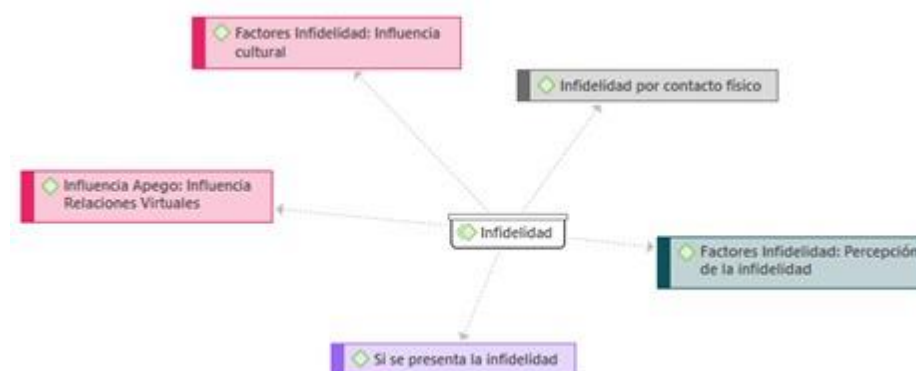 Factores Infidelidad: Influencia
cultural
Infidelidad por contacto físico
Influencia Apego: Influencia
Relaciones Virtuales
Infidelidad
Factores Infidelidad: Percepción
de la infidelidad
Si se presenta la infidelidad